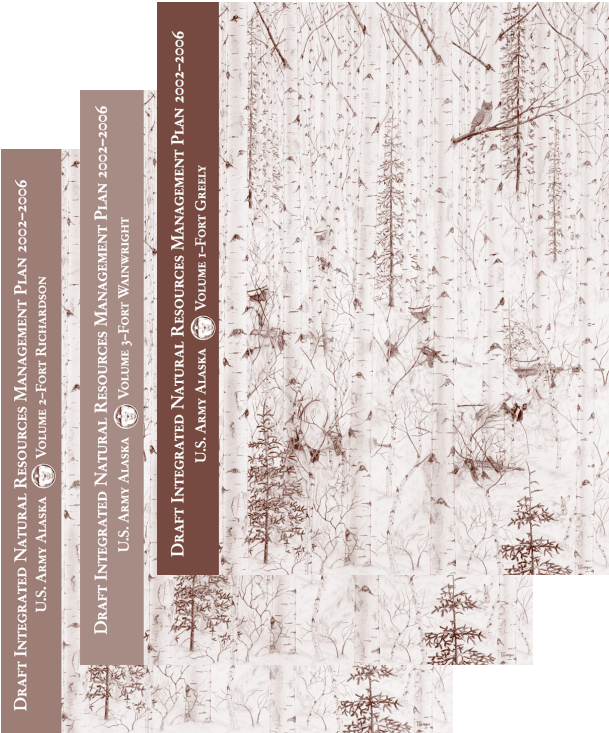 Draft Integrated Natural Resources Management Plan 2002–2006
U.S. Army Alaska Volume 2–Fort Richardson
Draft Integrated Natural Resources Management Plan 2002–2006
U.S. Army Alaska Volume 3–Fort Wainwright
Draft Integrated Natural Resources Management Plan 2002–2006
U.S. Army Alaska Volume 1–Fort Greely